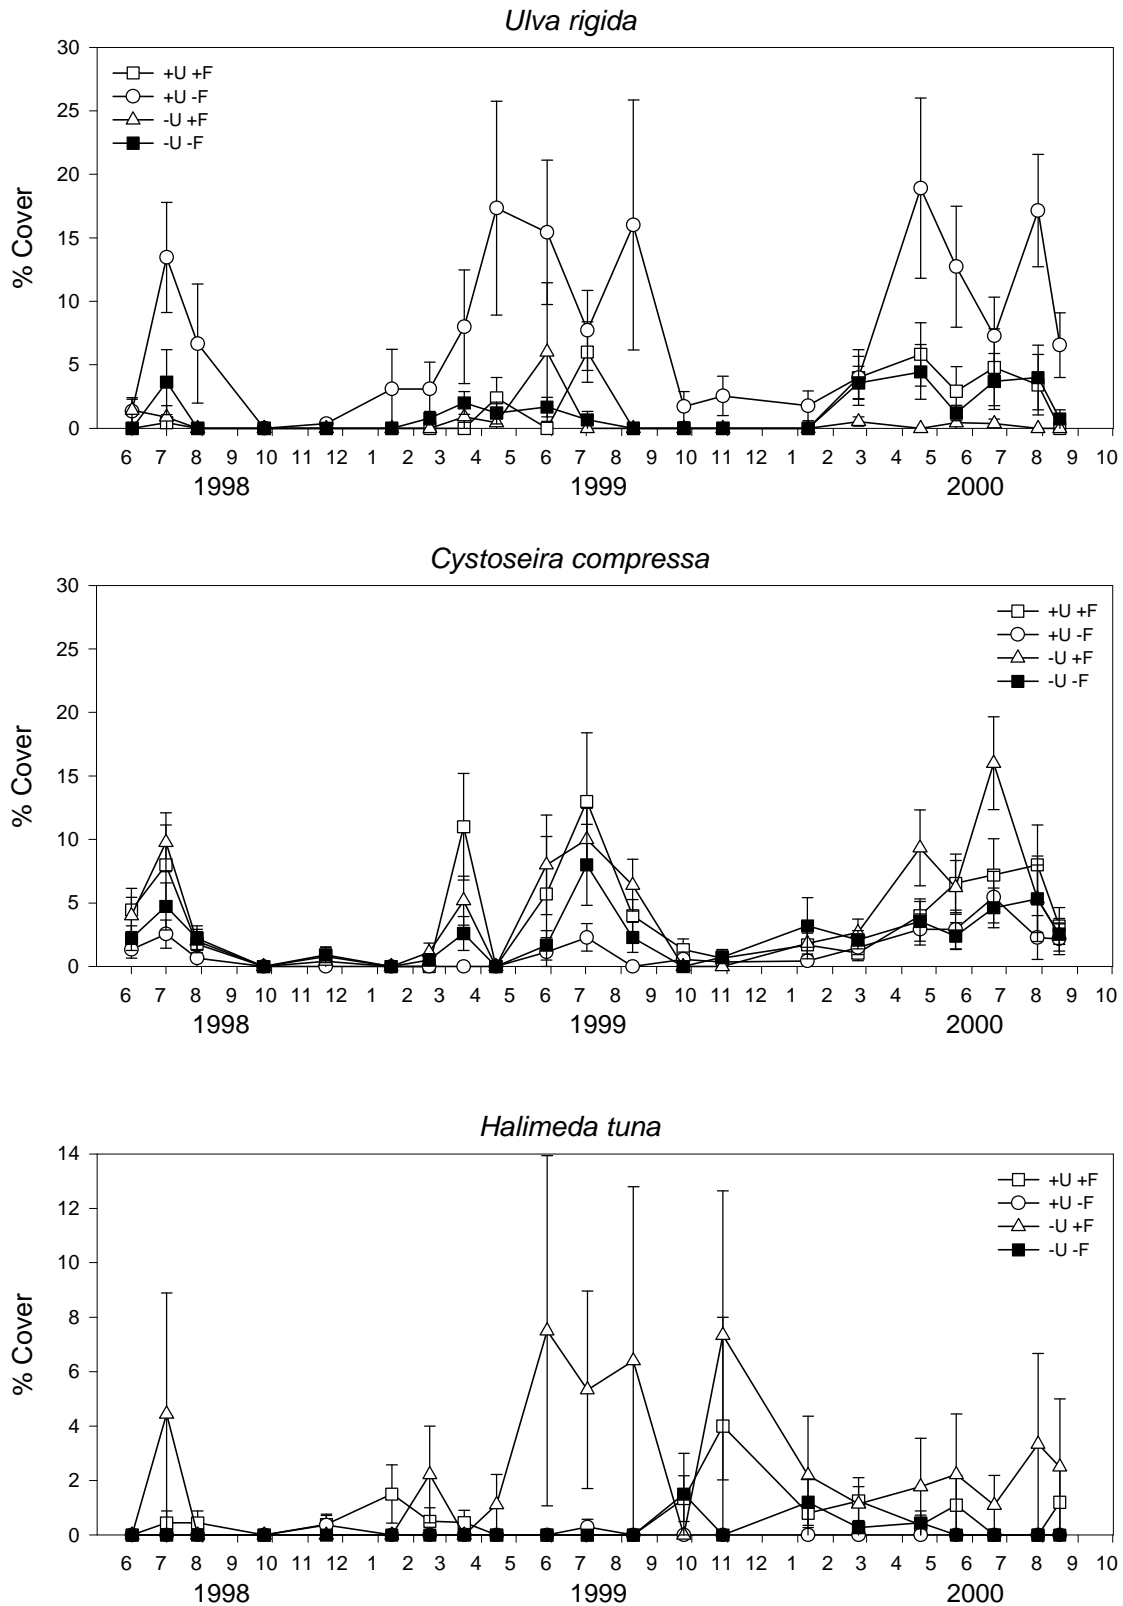 Ulva rigida
30
25
20
15
10
5
0
% Cover
+U +F
+U -F
-U +F
-U -F
6 7 8 9 10 11 12 1 2 3 4 5 6 7 8 9 10 11 12 1 2 3 4 5 6 7 8 9 10
1998 1999 2000
Cystoseira compressa
30
25
20
15
10
5
0
% Cover
+U +F
+U -F
-U +F
-U -F
6 7 8 9 10 11 12 1 2 3 4 5 6 7 8 9 10 11 12 1 2 3 4 5 6 7 8 9 10
1998 1999 2000
Halimeda tuna
14
12
10
8
6
4
2
0
% Cover
+U +F
+U -F
-U +F
-U -F
6 7 8 9 10 11 12 1 2 3 4 5 6 7 8 9 10 11 12 1 2 3 4 5 6 7 8 9 10
1998 1999 2000